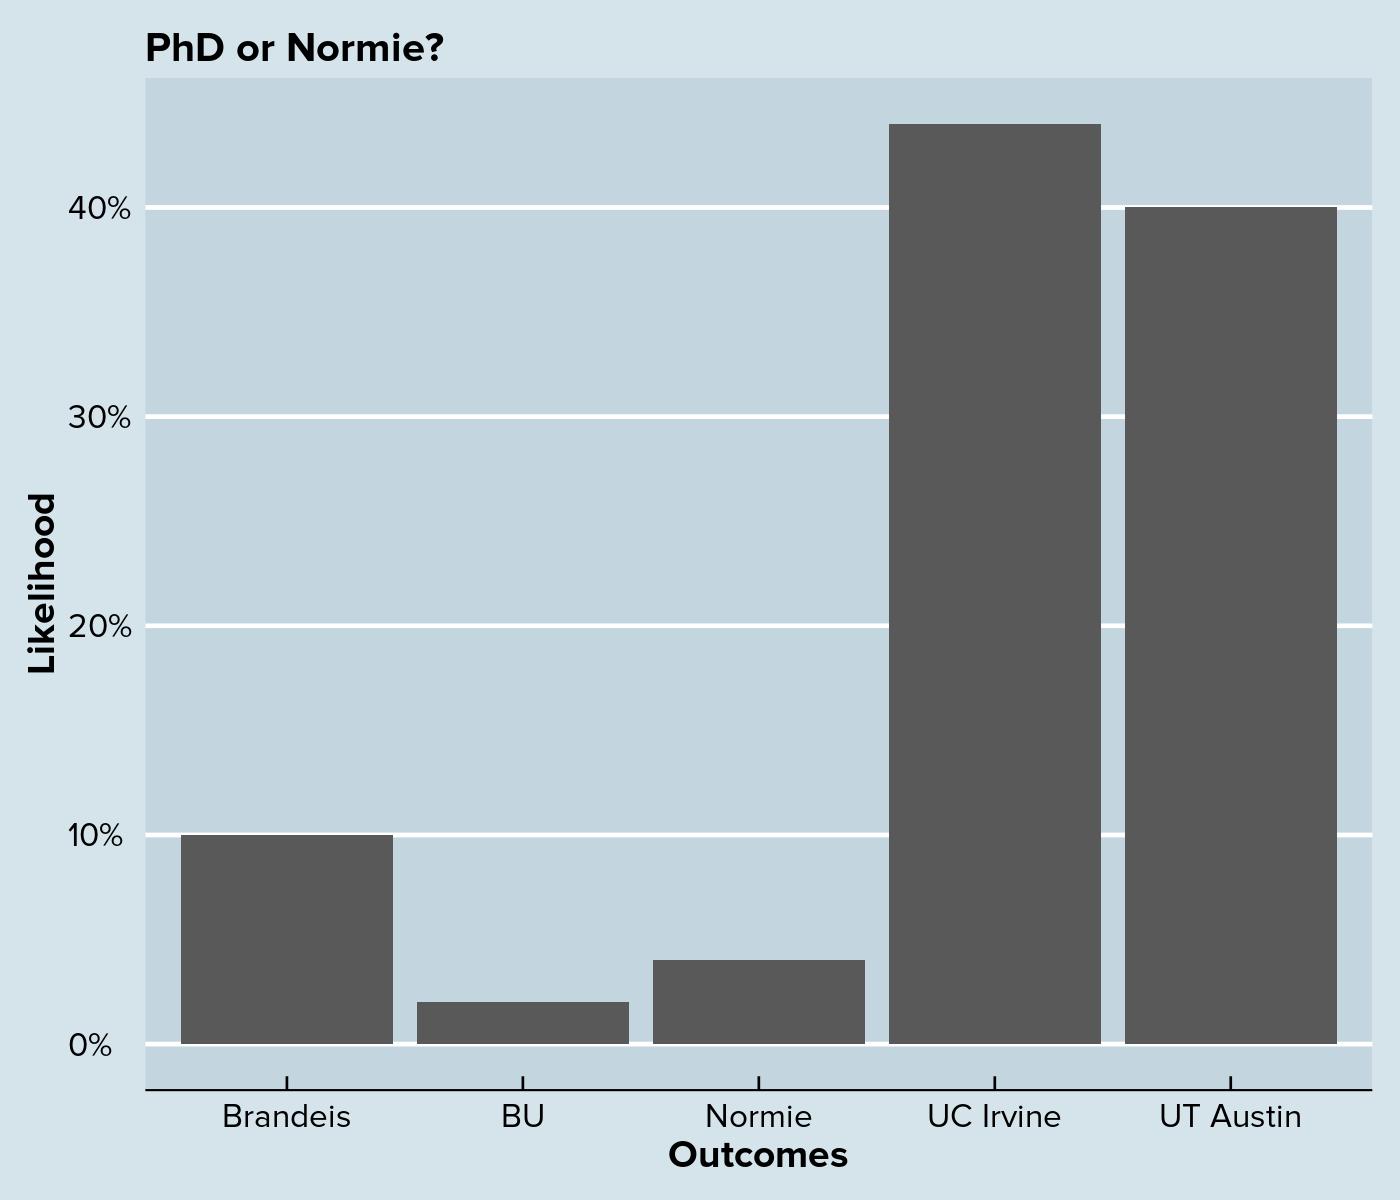 PhD or Normie?
40%
30%
20%
10%
0%
Likelihood
Brandeis
BU
Normie
UC Irvine
UT Austin
Outcomes